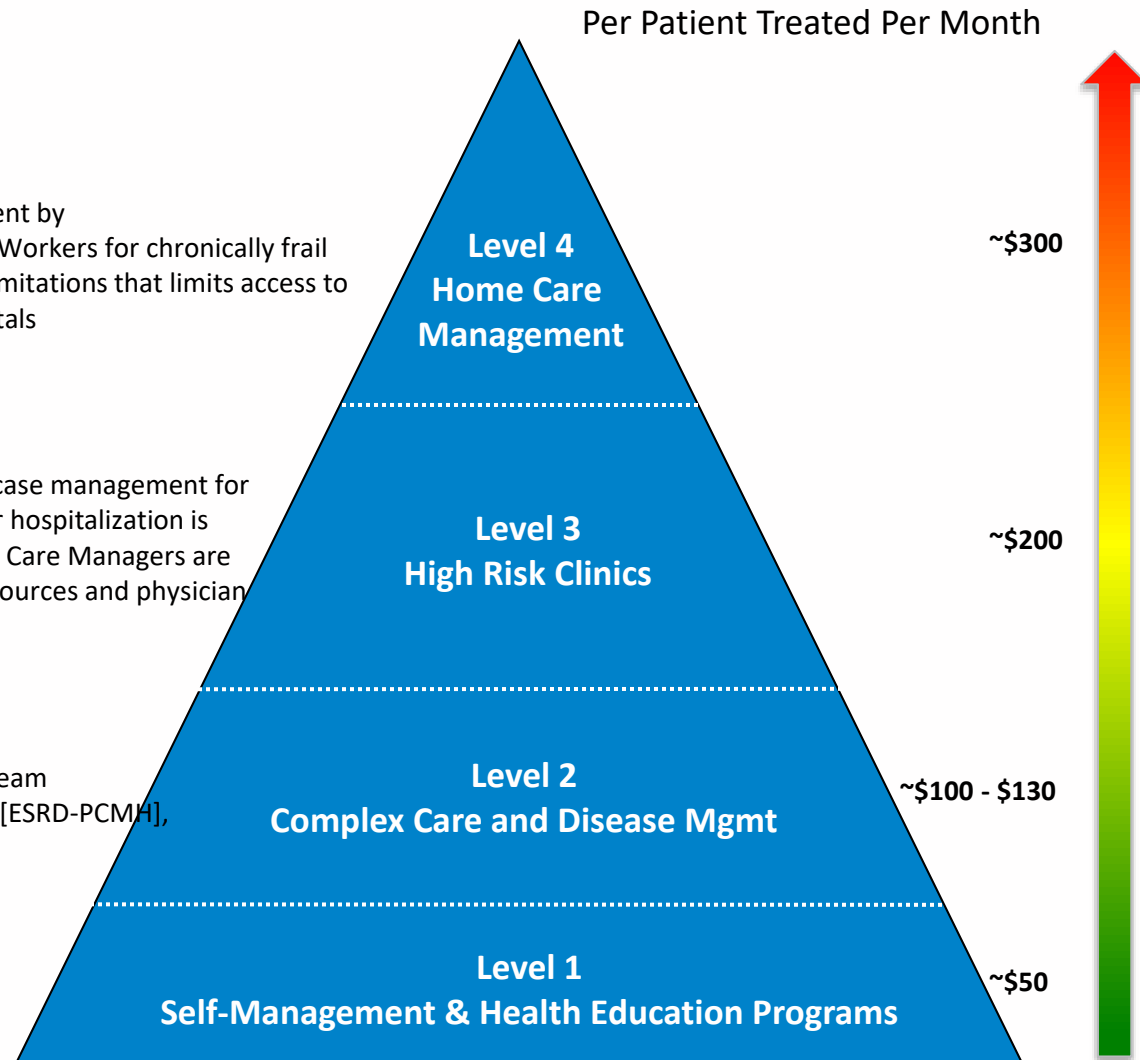 Per Patient Treated Per Month
ent by
Workers for chronically frail
mitations that limits access to
tals
Level 4
Home Care
Management
~$300
case management for
r hospitalization is
Care Managers are
ources and physician
Level 3
High Risk Clinics
~$200
eam
[ESRD-PCMH],
Level 2
Complex Care and Disease Mgmt
~$100 - $130
Level 1
Self-Management & Health Education Programs
~$50